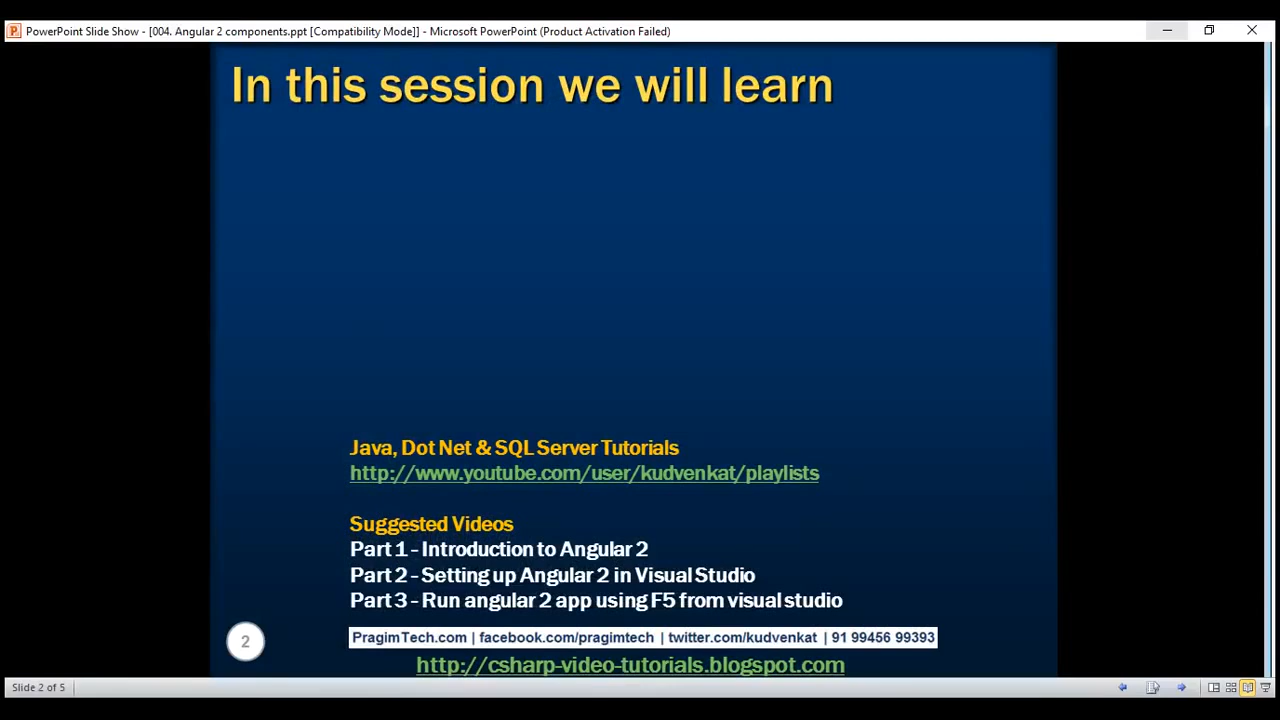 PowerPoint Slide Show - [004. Angular 2 components.ppt [Compatibility Mode]] - Microsoft PowerPoint (Product Activation Failed)
In this session we will learn
Java, Dot Net & SQL Server Tutorials
http://www.youtube.com/user/kudvenkat/playlists
Suggested Videos
Part 1 - Introduction to Angular 2
Part 2 - Setting up Angular 2 in Visual Studio
Part 3 - Run angular 2 app using F5 from visual studio
2
PragimTech.com | facebook.com/pragimtech | twitter.com/kudvenkat | 91 99456 99393
http://csharp-video-tutorials.blogspot.com
Slide 2 of 5